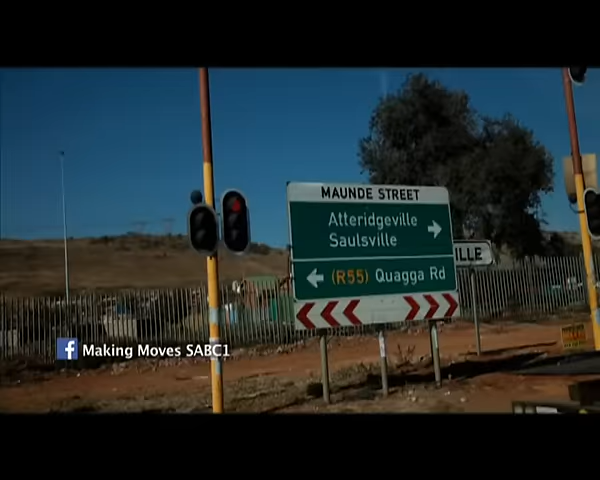 MAUNDE STREET
Atteridgeville
Saulsville
(R55) Quagga Rd
ILLE
f Making Moves SABC1